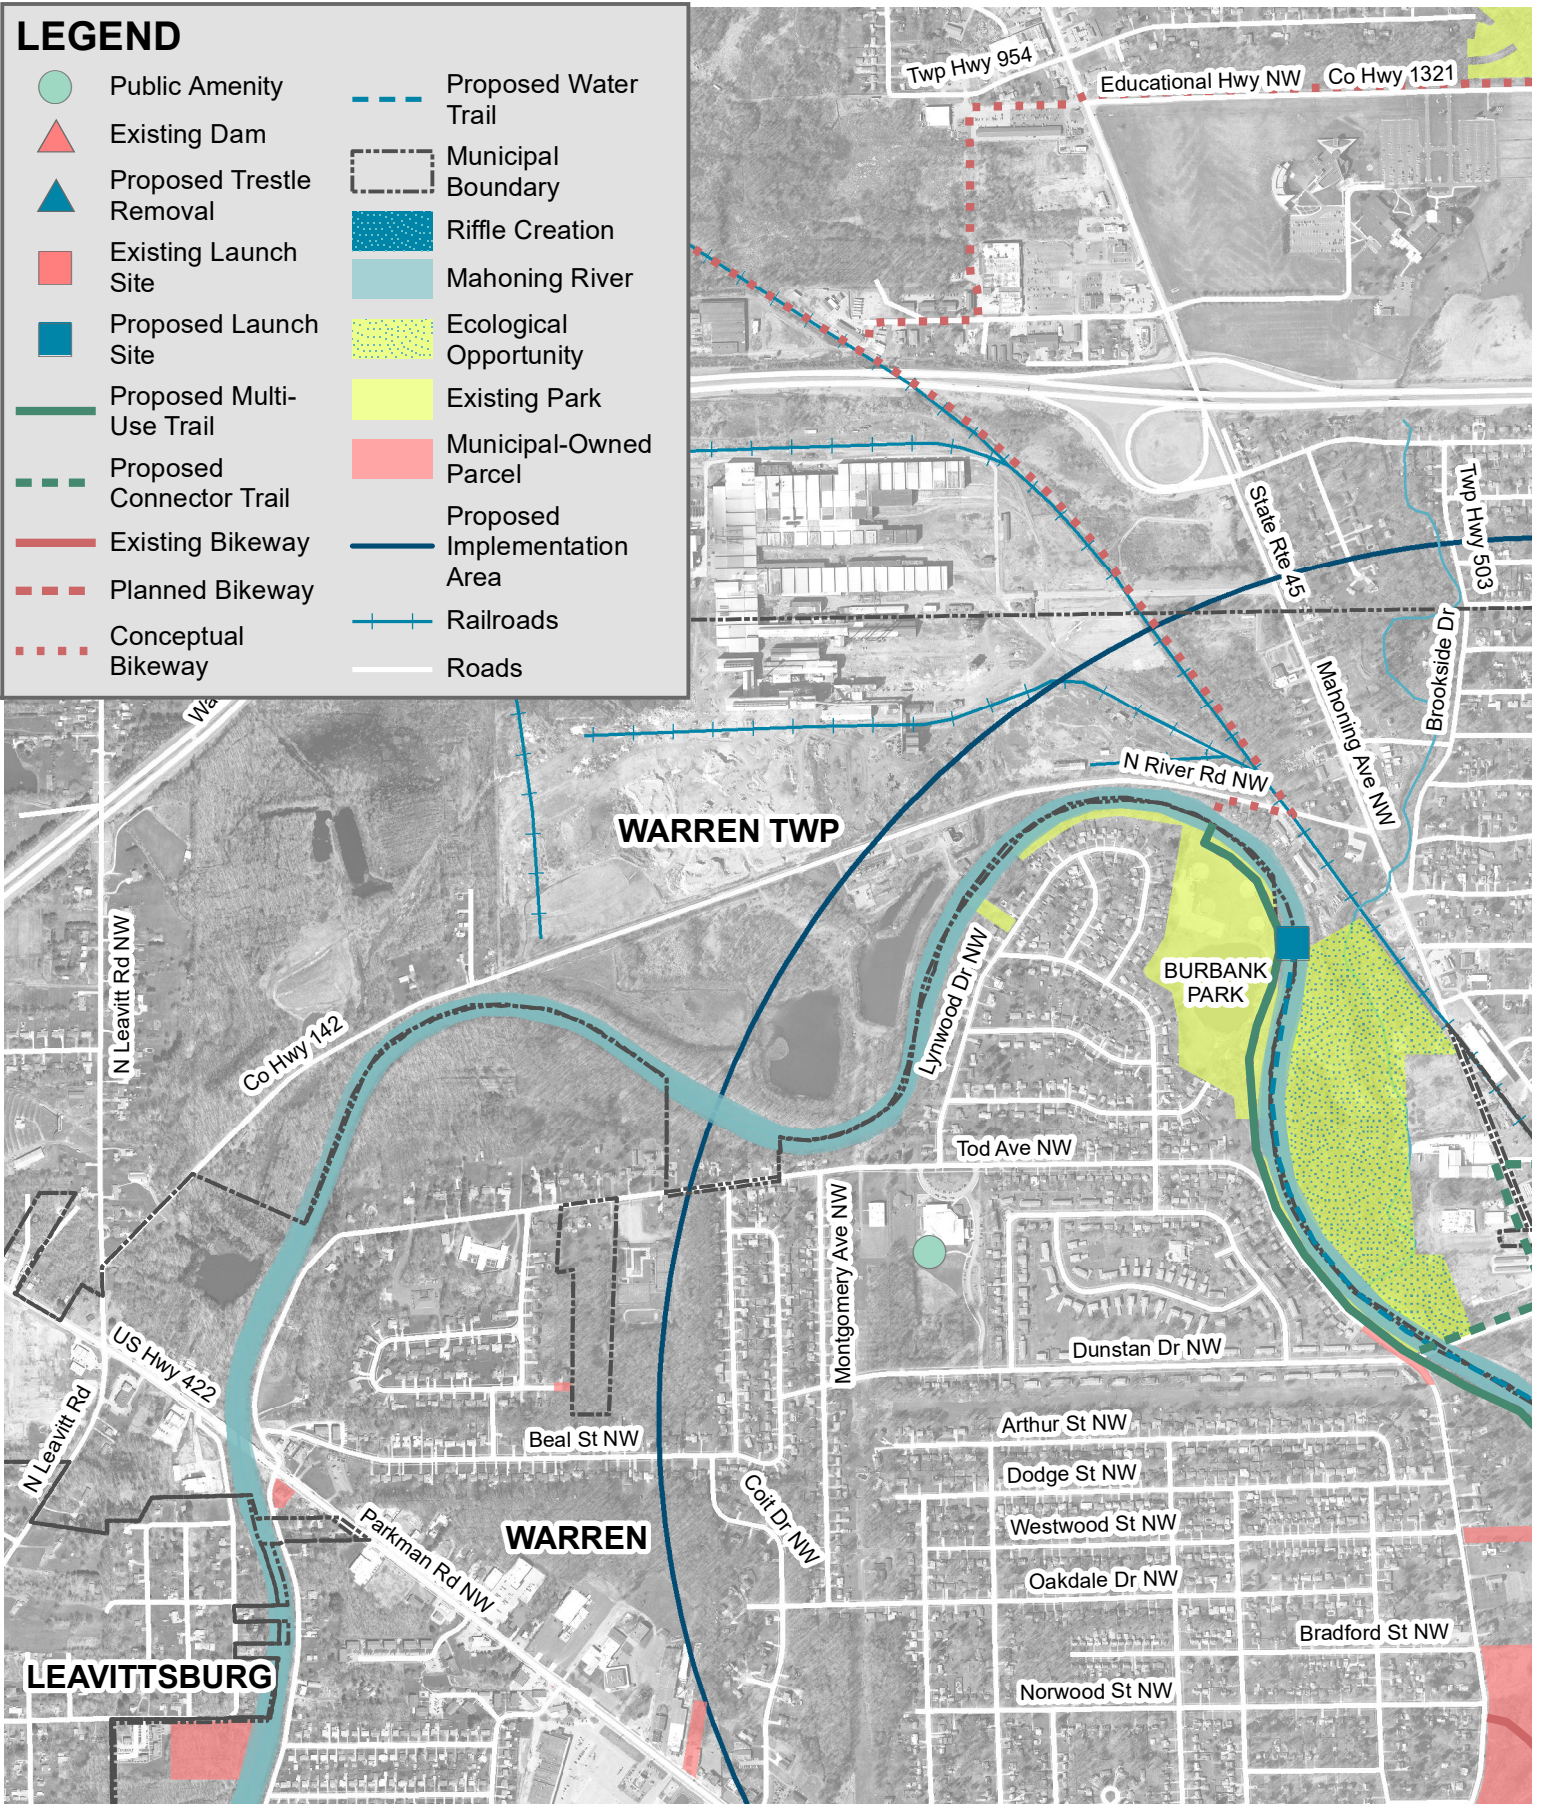 LEGEND
Public Amenity
Existing Dam
Proposed Trestle
Removal
Existing Launch
Site
Proposed Launch
Site
Proposed Multi-
Use Trail
Proposed
Connector Trail
Existing Bikeway
Planned Bikeway
Conceptual
Bikeway
Proposed Water
Trail
Municipal
Boundary
Riffle Creation
Mahoning River
Ecological
Opportunity
Existing Park
Municipal-Owned
Parcel
Proposed
Implementation
Area
Railroads
Roads
Twp Hwy 954
Educational Hwy NW
Co Hwy 1321
State Rte 45
Twp Hwy 503
Brookside Dr
Mahoning Ave NW
N River Rd NW
WARREN TWP
N Leavitt Rd NW
Co Hwy 142
Lynwood Dr NW
BURBANK
PARK
Tod Ave NW
Montgomery Ave NW
US Hwy 422
N Leavitt Rd
Dunstan Dr NW
Beal St NW
Arthur St NW
Dodge St NW
Coit Dr NW
Westwood St NW
WARREN
Parkman Rd NW
Oakdale Dr NW
Bradford St NW
LEAVITTSBURG
Norwood St NW